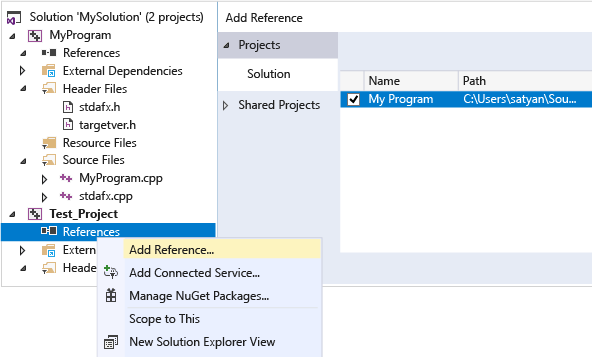 Solution 'MySolution' (2 projects)
MyProgram
References
External Dependencies
Header Files
stdafx.h
targetver.h
Resource Files
Source Files
MyProgram.cpp
stdafx.cpp
Test_Project
References
Extern
Heade
Add Reference...
Add Connected Service...
Manage NuGet Packages...
Scope to This
New Solution Explorer View
Add Reference
Projects
Solution
Shared Projects
Name Path
My Program C:\Users\satyan\Sou...